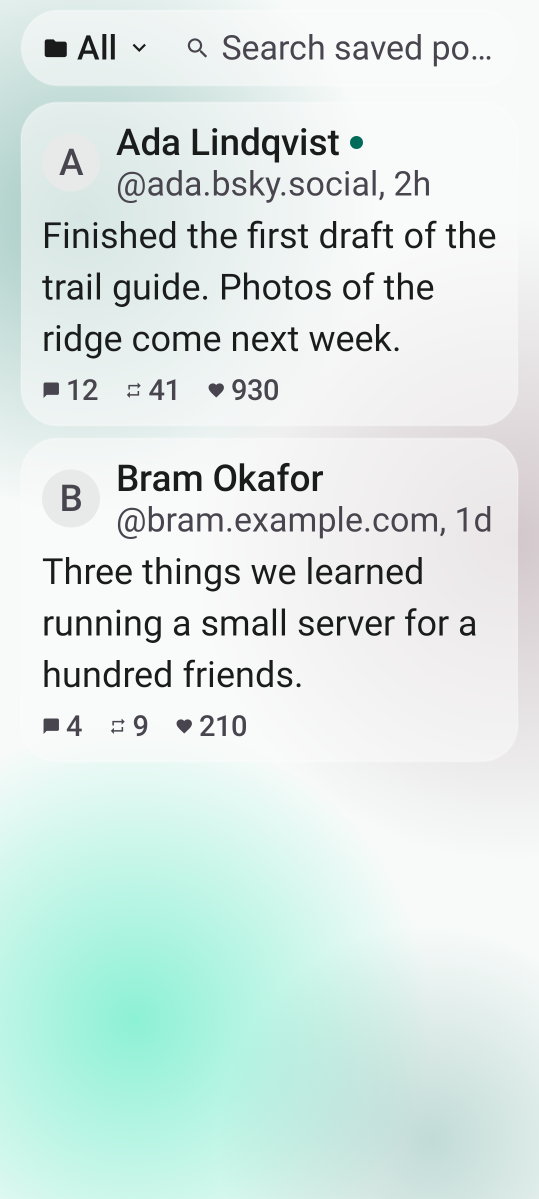 All
Search saved po...
A
Ada Lindqvist
@ada.bsky.social, 2h
Finished the first draft of the
trail guide. Photos of the
ridge come next week.
12 41 930
B
Bram Okafor
@bram.example.com, 1d
Three things we learned
running a small server for a
hundred friends.
4 9 210